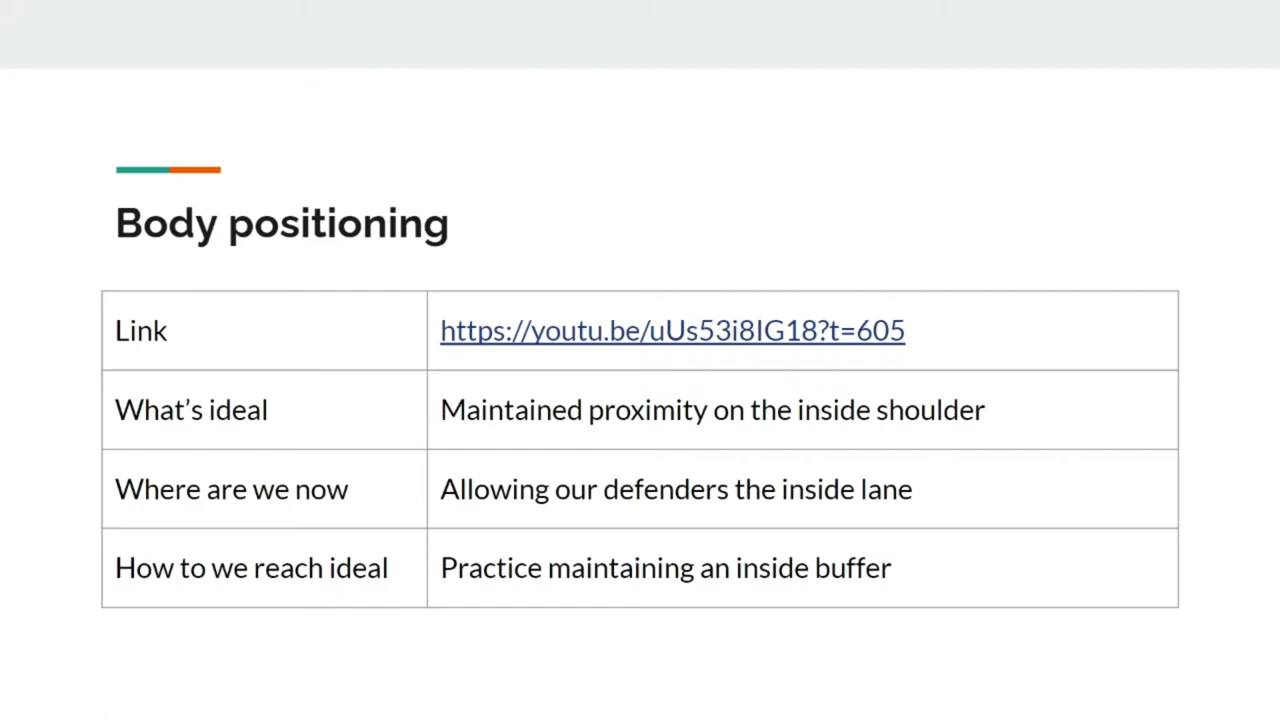 Body positioning
Link
https://youtu.be/uUs53i8IG18?t=605
What's ideal
Maintained proximity on the inside shoulder
Where are we now
Allowing our defenders the inside lane
How to we reach ideal
Practice maintaining an inside buffer